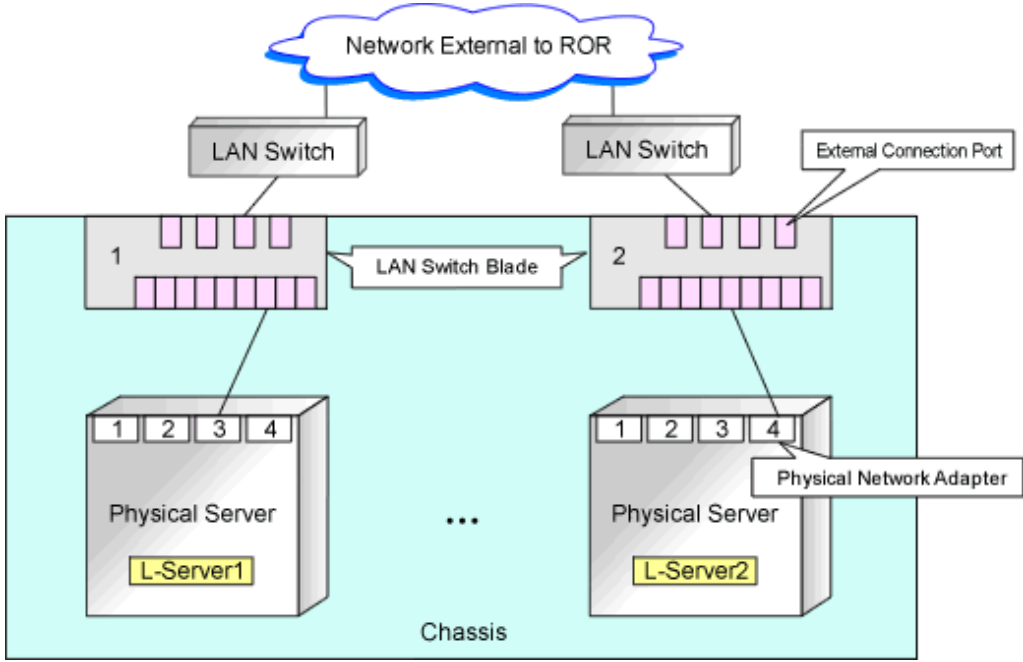 Network External to ROR
LAN Switch
LAN Switch
External Connection Port
1
LAN Switch Blade
2
1 2 3 4
1 2 3 4
Physical Network Adapter
Physical Server
...
Physical Server
L-Server1
L-Server2
Chassis